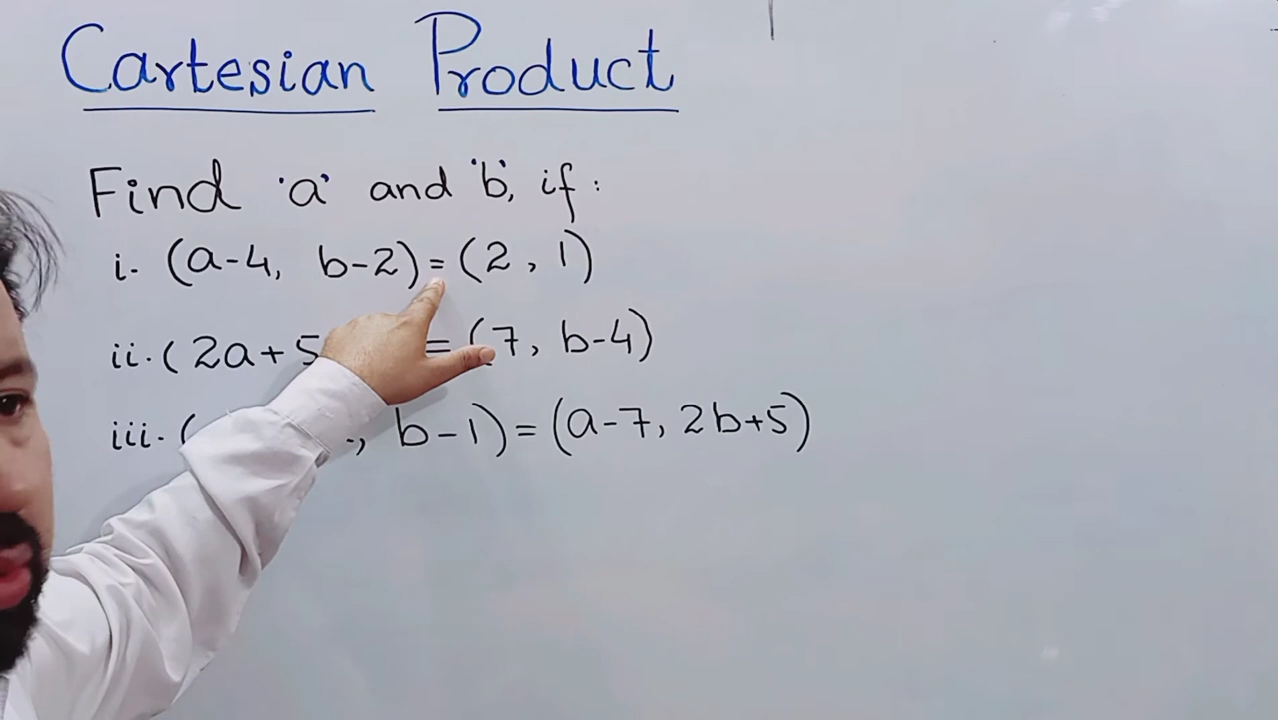 Cartesian Product
Find 'a' and 'b', if :
i. (a-4, b-2)=(2, 1)
ii. (2a+5 = (7, b-4)
iii. ( , b-1)=(a-7, 2b+5)